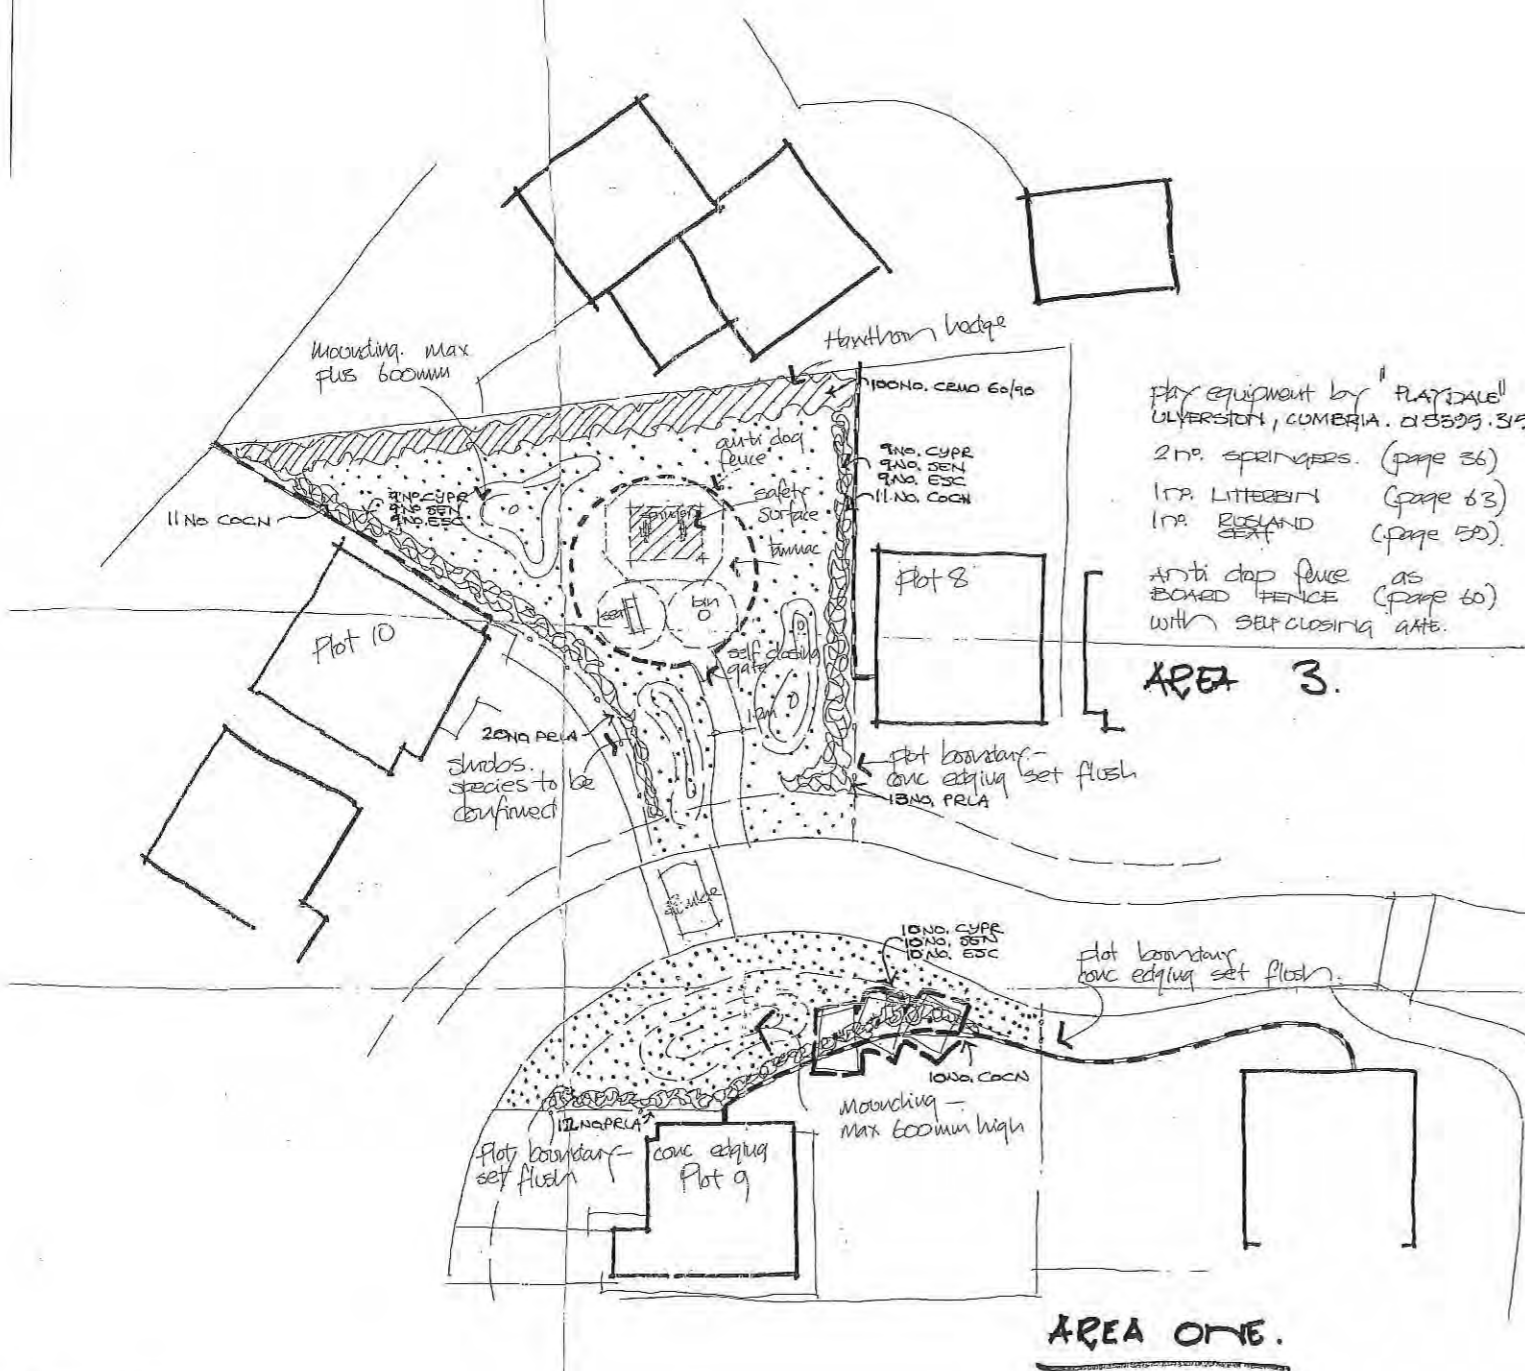 Mounding. max
plus 600mm
Hawthorn hedge
100NO. CRMO 60/90
anti dog
fence
safety
surface
tarmac
9NO. CYPR
9NO. SEN
9NO. ESC
11.NO. COCN
9NO. CYPR
9NO. SEN
9NO. ESC
11 NO COCN
play equipment by "PLAYDALE"
ULVERSTON, CUMBRIA.
2no. SPRINGERS. (page 36)
1no. LITTERBIN (page 63)
1no. RUSLAND
SEAT (page 59).
Anti dog fence as
BOARD FENCE (page 60)
with SELF CLOSING GATE.
AREA 3.
seat
bin
self closing
gate
Plot 8
Plot 10
20NO PRLA
shrubs.
species to be
confirmed
plot boundary-
conc edging set flush
13NO. PRLA
10NO. CYPR
10NO. SEN
10NO. ESC
plot boundary
conc edging set flush.
10NO. COCN
mounding -
max 600mm high
12NO PRLA
Plot boundary- conc edging
set flush
Plot 9
AREA ONE.